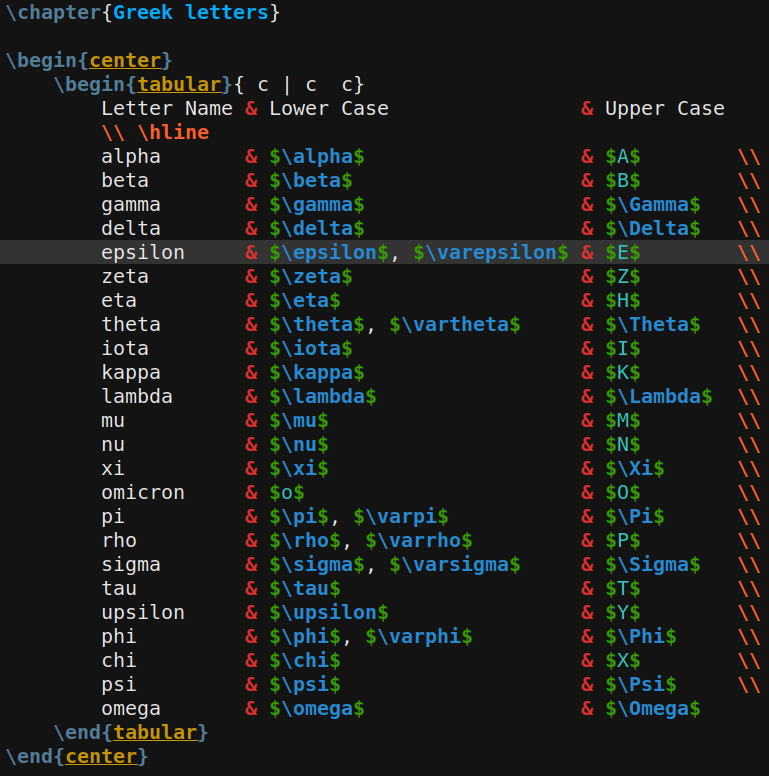 \chapter{Greek letters}

\begin{center}
    \begin{tabular}{ c | c  c}
        Letter Name & Lower Case                & Upper Case
        \\ \hline
        alpha       & $\alpha$                  & $A$        \\
        beta        & $\beta$                   & $B$        \\
        gamma       & $\gamma$                  & $\Gamma$   \\
        delta       & $\delta$                  & $\Delta$   \\
        epsilon     & $\epsilon$, $\varepsilon$ & $E$        \\
        zeta        & $\zeta$                   & $Z$        \\
        eta         & $\eta$                    & $H$        \\
        theta       & $\theta$, $\vartheta$     & $\Theta$   \\
        iota        & $\iota$                   & $I$        \\
        kappa       & $\kappa$                  & $K$        \\
        lambda      & $\lambda$                 & $\Lambda$  \\
        mu          & $\mu$                     & $M$        \\
        nu          & $\nu$                     & $N$        \\
        xi          & $\xi$                     & $\Xi$      \\
        omicron     & $o$                       & $O$        \\
        pi          & $\pi$, $\varpi$           & $\Pi$      \\
        rho         & $\rho$, $\varrho$         & $P$        \\
        sigma       & $\sigma$, $\varsigma$     & $\Sigma$   \\
        tau         & $\tau$                    & $T$        \\
        upsilon     & $\upsilon$                & $Y$        \\
        phi         & $\phi$, $\varphi$         & $\Phi$     \\
        chi         & $\chi$                    & $X$        \\
        psi         & $\psi$                    & $\Psi$     \\
        omega       & $\omega$                  & $\Omega$
    \end{tabular}
\end{center}